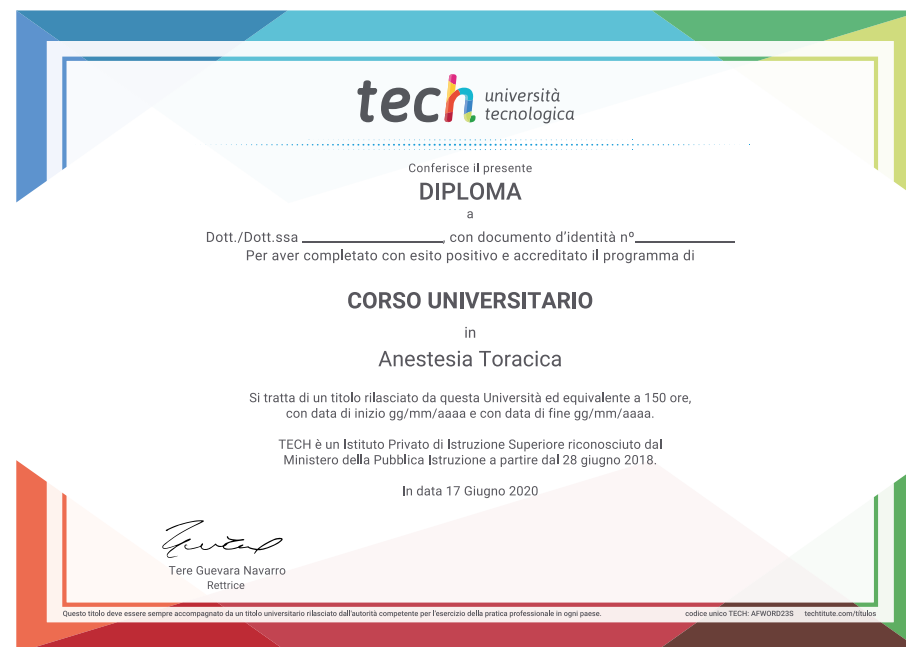 tech università
tecnologica
Conferisce il presente
DIPLOMA
a
Dott./Dott.ssa ____________________, con documento d'identità nº______________
Per aver completato con esito positivo e accreditato il programma di
CORSO UNIVERSITARIO
in
Anestesia Toracica
Si tratta di un titolo rilasciato da questa Università ed equivalente a 150 ore,
con data di inizio gg/mm/aaaa e con data di fine gg/mm/aaaa.
TECH è un Istituto Privato di Istruzione Superiore riconosciuto dal
Ministero della Pubblica Istruzione a partire dal 28 giugno 2018.
In data 17 Giugno 2020
Tere Guevara Navarro
Rettrice
Questo titolo deve essere sempre accompagnato da un titolo universitario rilasciato dall'autorità competente per l'esercizio della pratica professionale in ogni paese. codice unico TECH: AFWORD23S techtitute.com/titulos